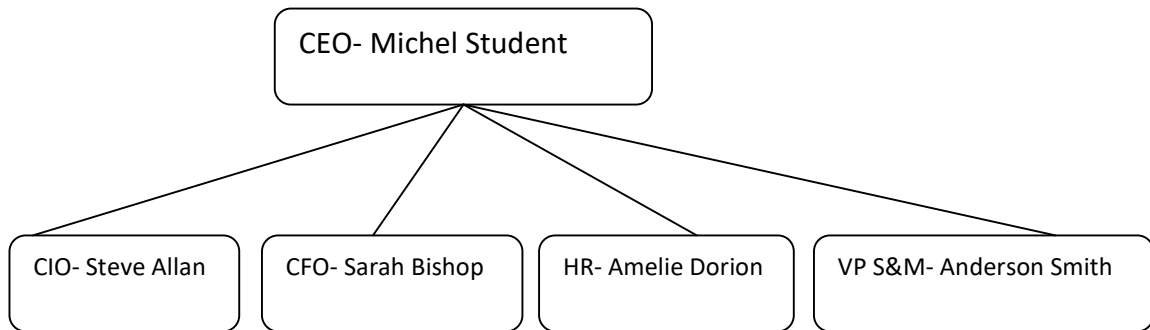 CEO- Michel Student
CIO- Steve Allan
CFO- Sarah Bishop
HR- Amelie Dorion
VP S&M- Anderson Smith